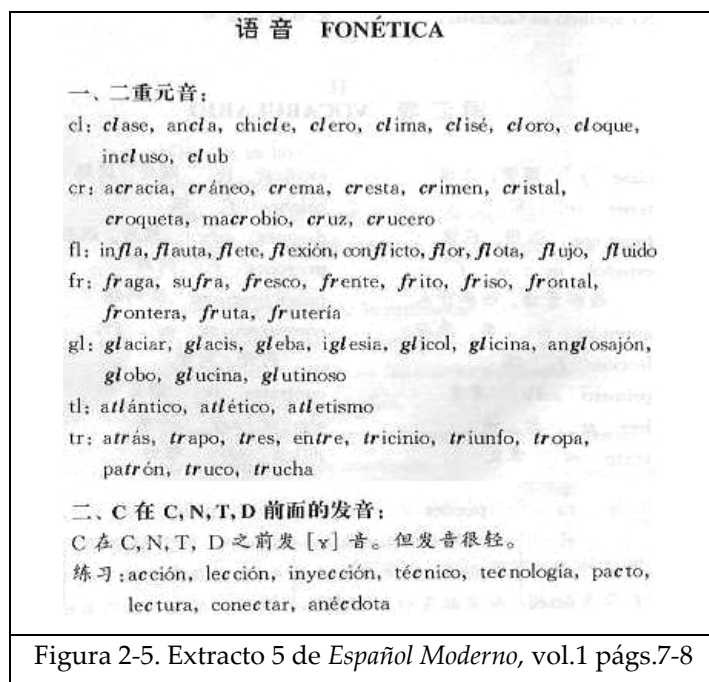 语音 FONÉTICA
一、二重元音：
cl: clase, ancla, chicle, clero, clima, clisé, cloro, cloque,
incluso, club
cr: acracia, cráneo, crema, cresta, crimen, cristal,
croqueta, macrobio, cruz, crucero
fl: infla, flauta, flete, flexión, conflicto, flor, flota, flujo, fluido
fr: fraga, sufra, fresco, frente, frito, friso, frontal,
frontera, fruta, frutería
gl: glaciar, glacis, gleba, iglesia, glicol, glicina, anglosajón,
globo, glucina, glutinoso
tl: atlántico, atlético, atletismo
tr: atrás, trapo, tres, entre, tricinio, triunfo, tropa,
patrón, truco, trucha
二、C 在 C, N, T, D 前面的发音：
C 在 C, N, T, D 之前发 [ɤ] 音。但发音很轻。
练习：acción, lección, inyección, técnico, tecnología, pacto,
lectura, conectar, anécdota
Figura 2-5. Extracto 5 de Español Moderno, vol.1 págs.7-8